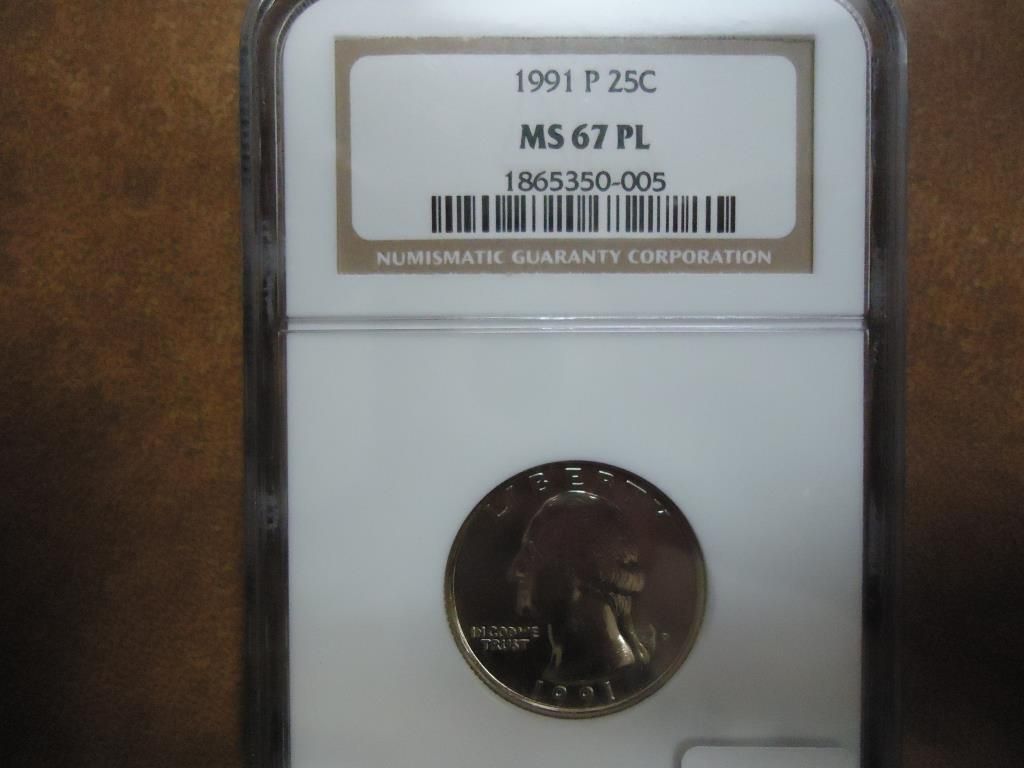 1991 P 25C
MS 67 PL
1865350-005
NUMISMATIC GUARANTY CORPORATION
LIBERTY
IN GOD WE
TRUST
P
1991